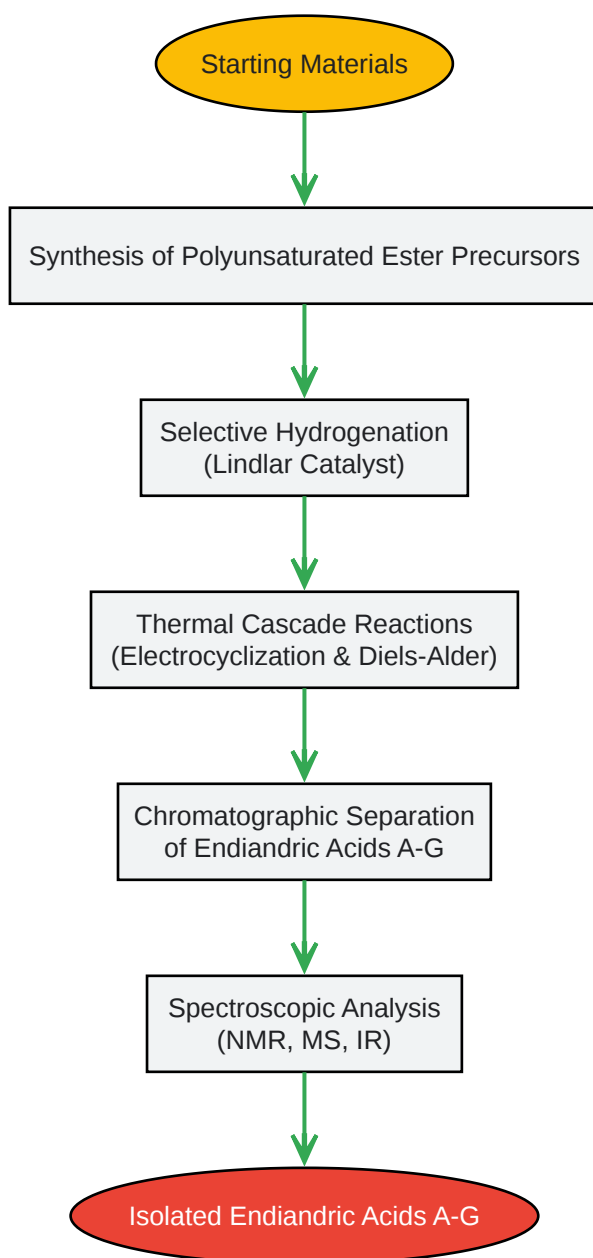 Starting Materials
Synthesis of Polyunsaturated Ester Precursors
Selective Hydrogenation
(Lindlar Catalyst)
Thermal Cascade Reactions
(Electrocyclization & Diels-Alder)
Chromatographic Separation
of Endiandric Acids A-G
Spectroscopic Analysis
(NMR, MS, IR)
Isolated Endiandric Acids A-G